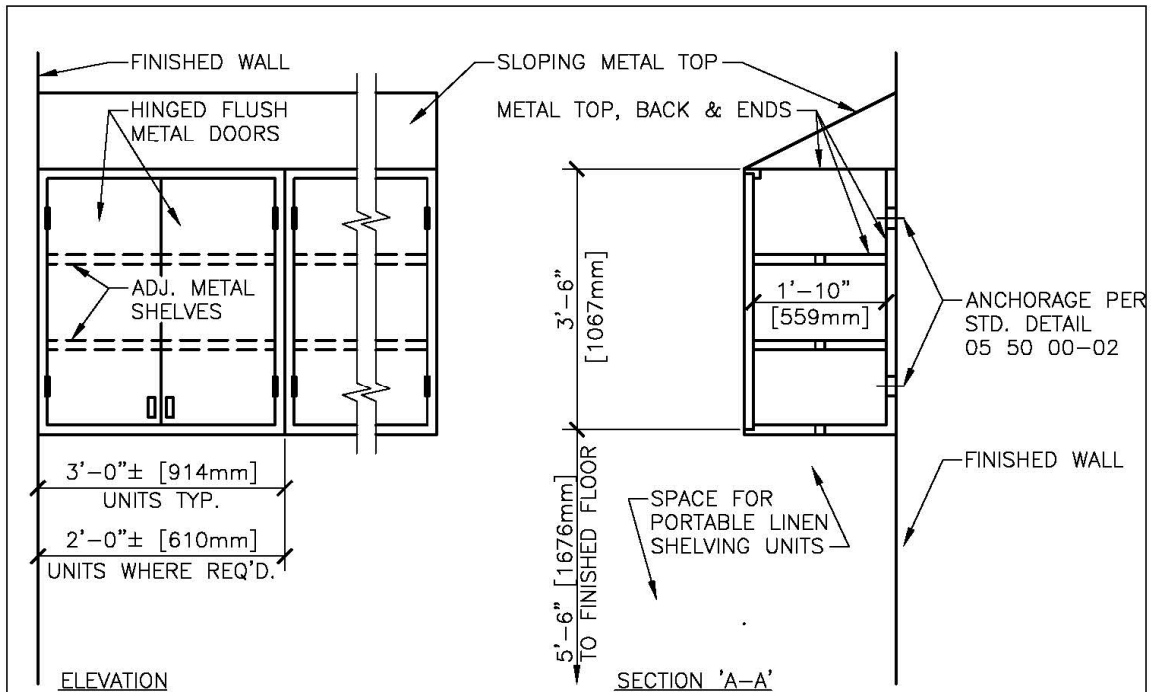 FINISHED WALL
HINGED FLUSH
METAL DOORS
SLOPING METAL TOP
METAL TOP, BACK & ENDS
ADJ. METAL
SHELVES
3'-0"± [914mm]
UNITS TYP.
2'-0"± [610mm]
UNITS WHERE REQ'D.
ELEVATION
3'-6"
[1067mm]
1'-10"
[559mm]
ANCHORAGE PER
STD. DETAIL
05 50 00-02
FINISHED WALL
SPACE FOR
PORTABLE LINEN
SHELVING UNITS
5'-6" [1676mm]
TO FINISHED FLOOR
SECTION 'A-A'